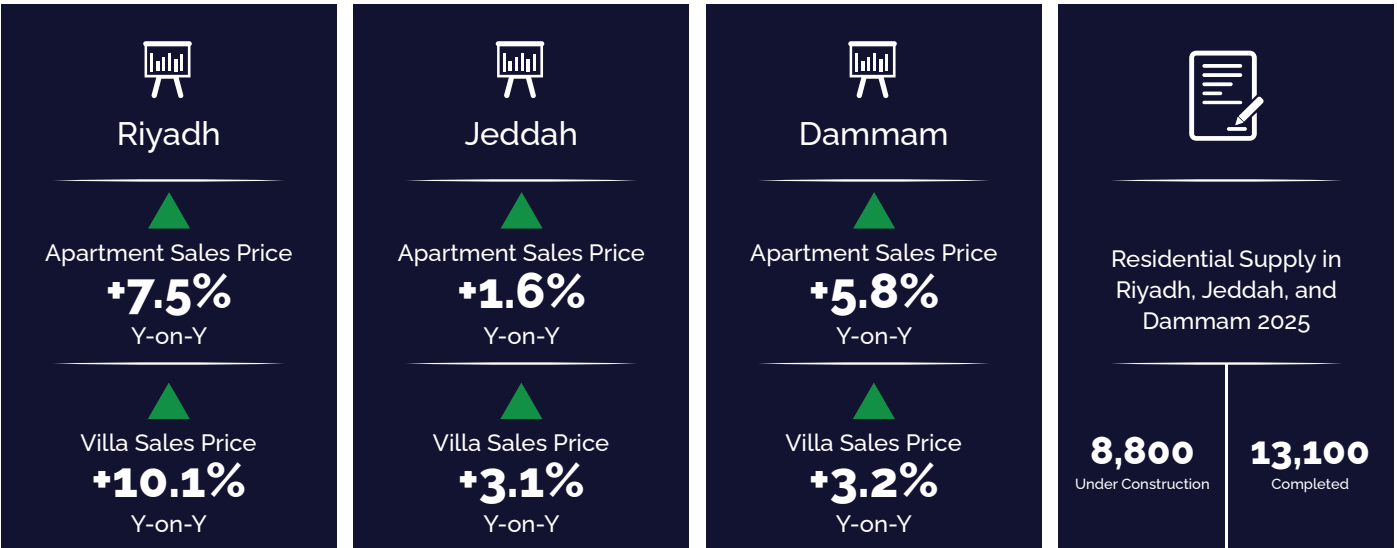 Riyadh
Apartment Sales Price
+7.5%
Y-on-Y
Villa Sales Price
+10.1%
Y-on-Y
Jeddah
Apartment Sales Price
+1.6%
Y-on-Y
Villa Sales Price
+3.1%
Y-on-Y
Dammam
Apartment Sales Price
+5.8%
Y-on-Y
Villa Sales Price
+3.2%
Y-on-Y
Residential Supply in
Riyadh, Jeddah, and
Dammam 2025
8,800
Under Construction
13,100
Completed